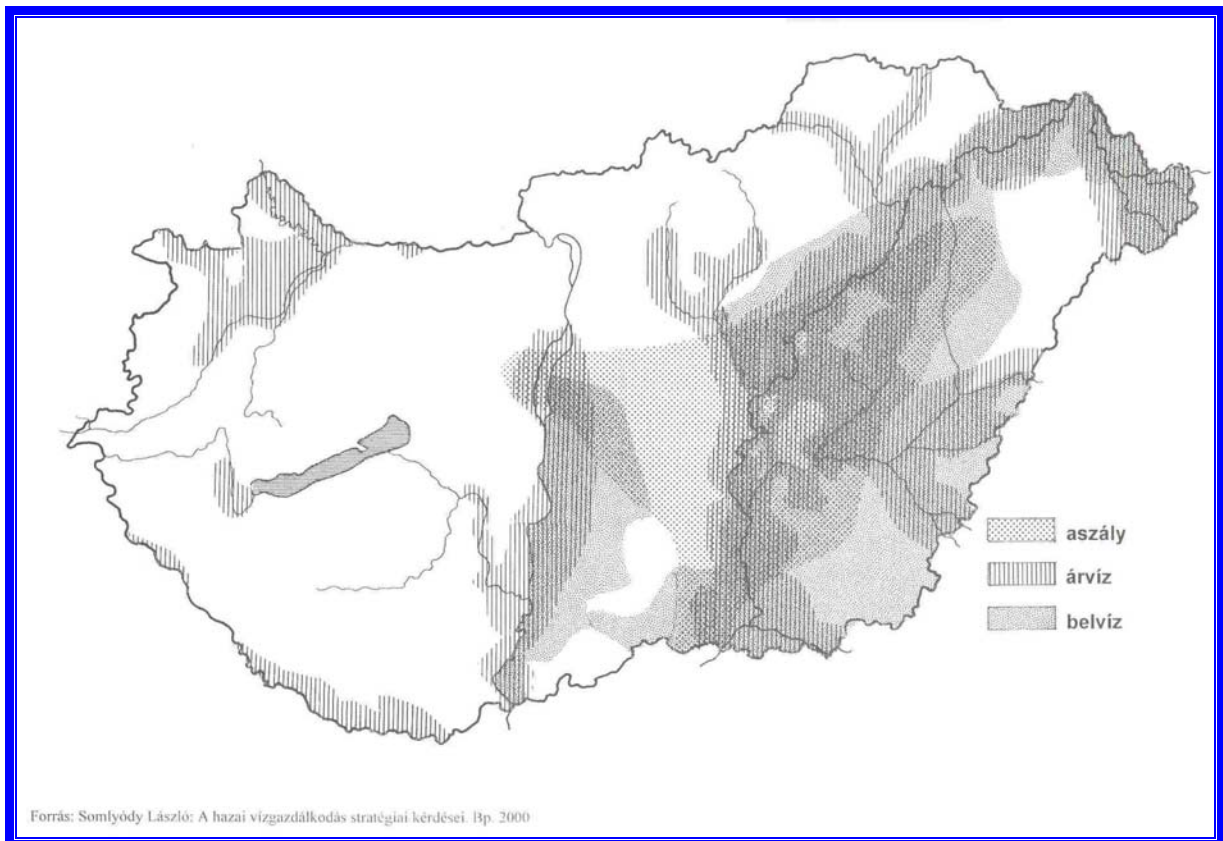 aszály
árvíz
belvíz
Forrás: Somlyódy László: A hazai vízgazdálkodás stratégiai kérdései. Bp. 2000